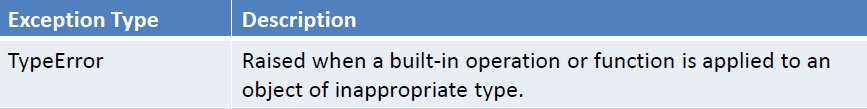 Exception Type Description
TypeError Raised when a built-in operation or function is applied to an
object of inappropriate type.